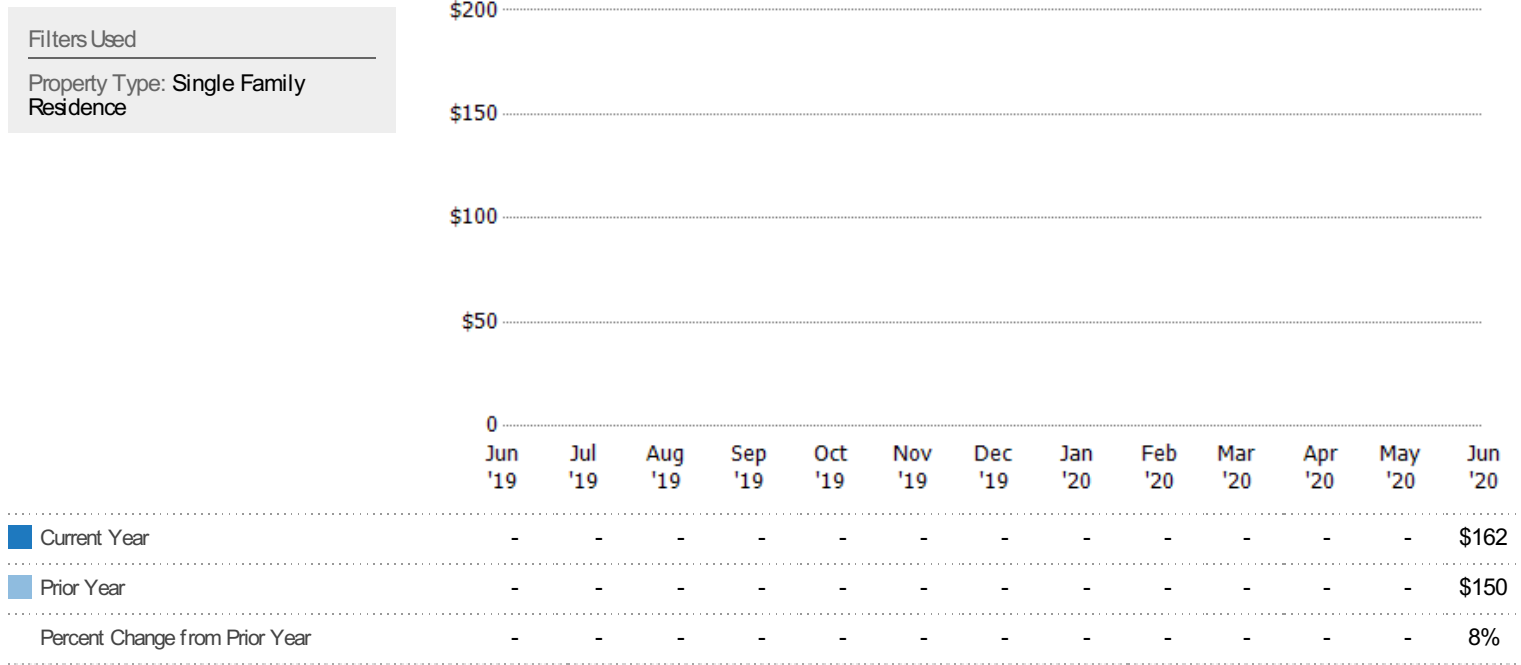 Filters Used
Property Type: Single Family
Residence
$200
$150
$100
$50
0
Jun Jul Aug Sep Oct Nov Dec Jan Feb Mar Apr May Jun
'19 '19 '19 '19 '19 '19 '19 '20 '20 '20 '20 '20 '20
Current Year - - - - - - - - - - - - $162
Prior Year - - - - - - - - - - - - $150
Percent Change from Prior Year - - - - - - - - - - - - 8%